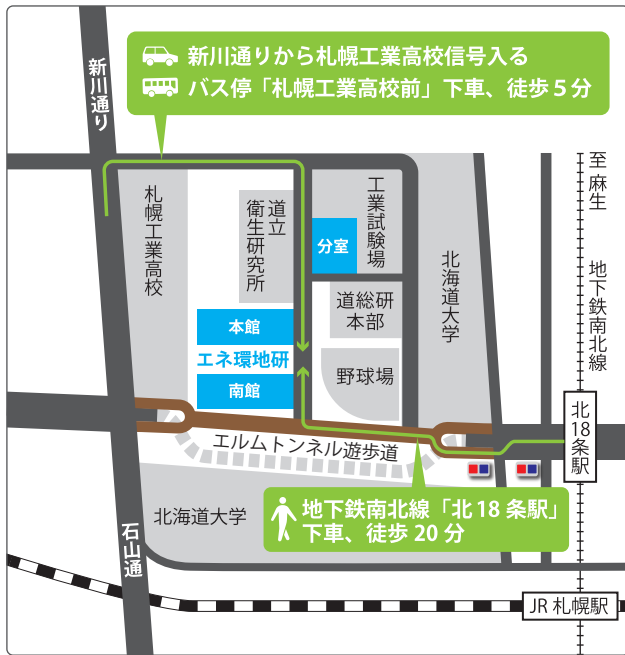 新川通りから札幌工業高校信号入る
バス停「札幌工業高校前」下車、徒歩5分
新川通り
至 麻生
地下鉄南北線
札幌工業高校
道立
衛生研究所
分室
工業試験場
北海道大学
道総研
本部
本館
エネ環地研
南館
野球場
北18条駅
エルムトンネル遊歩道
地下鉄南北線「北18条駅」
下車、徒歩20分
北海道大学
石山通
JR札幌駅